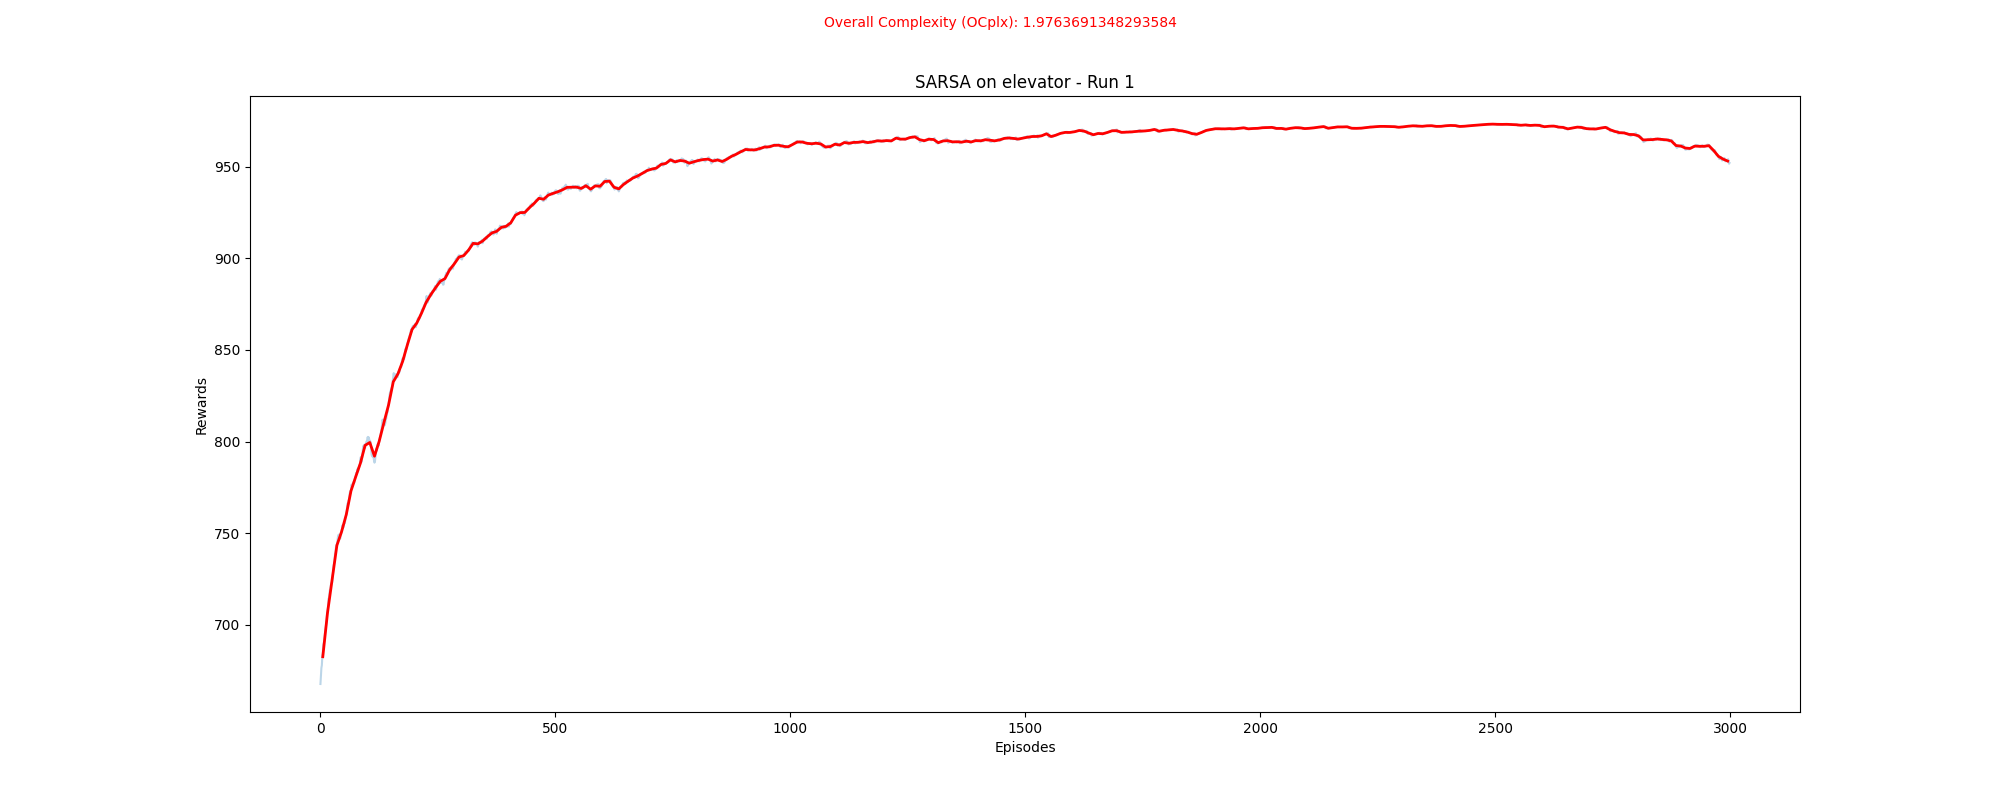 Overall Complexity (OCplx): 1.9763691348293584
SARSA on elevator - Run 1
Rewards
950
900
850
800
750
700
0 500 1000 1500 2000 2500 3000
Episodes